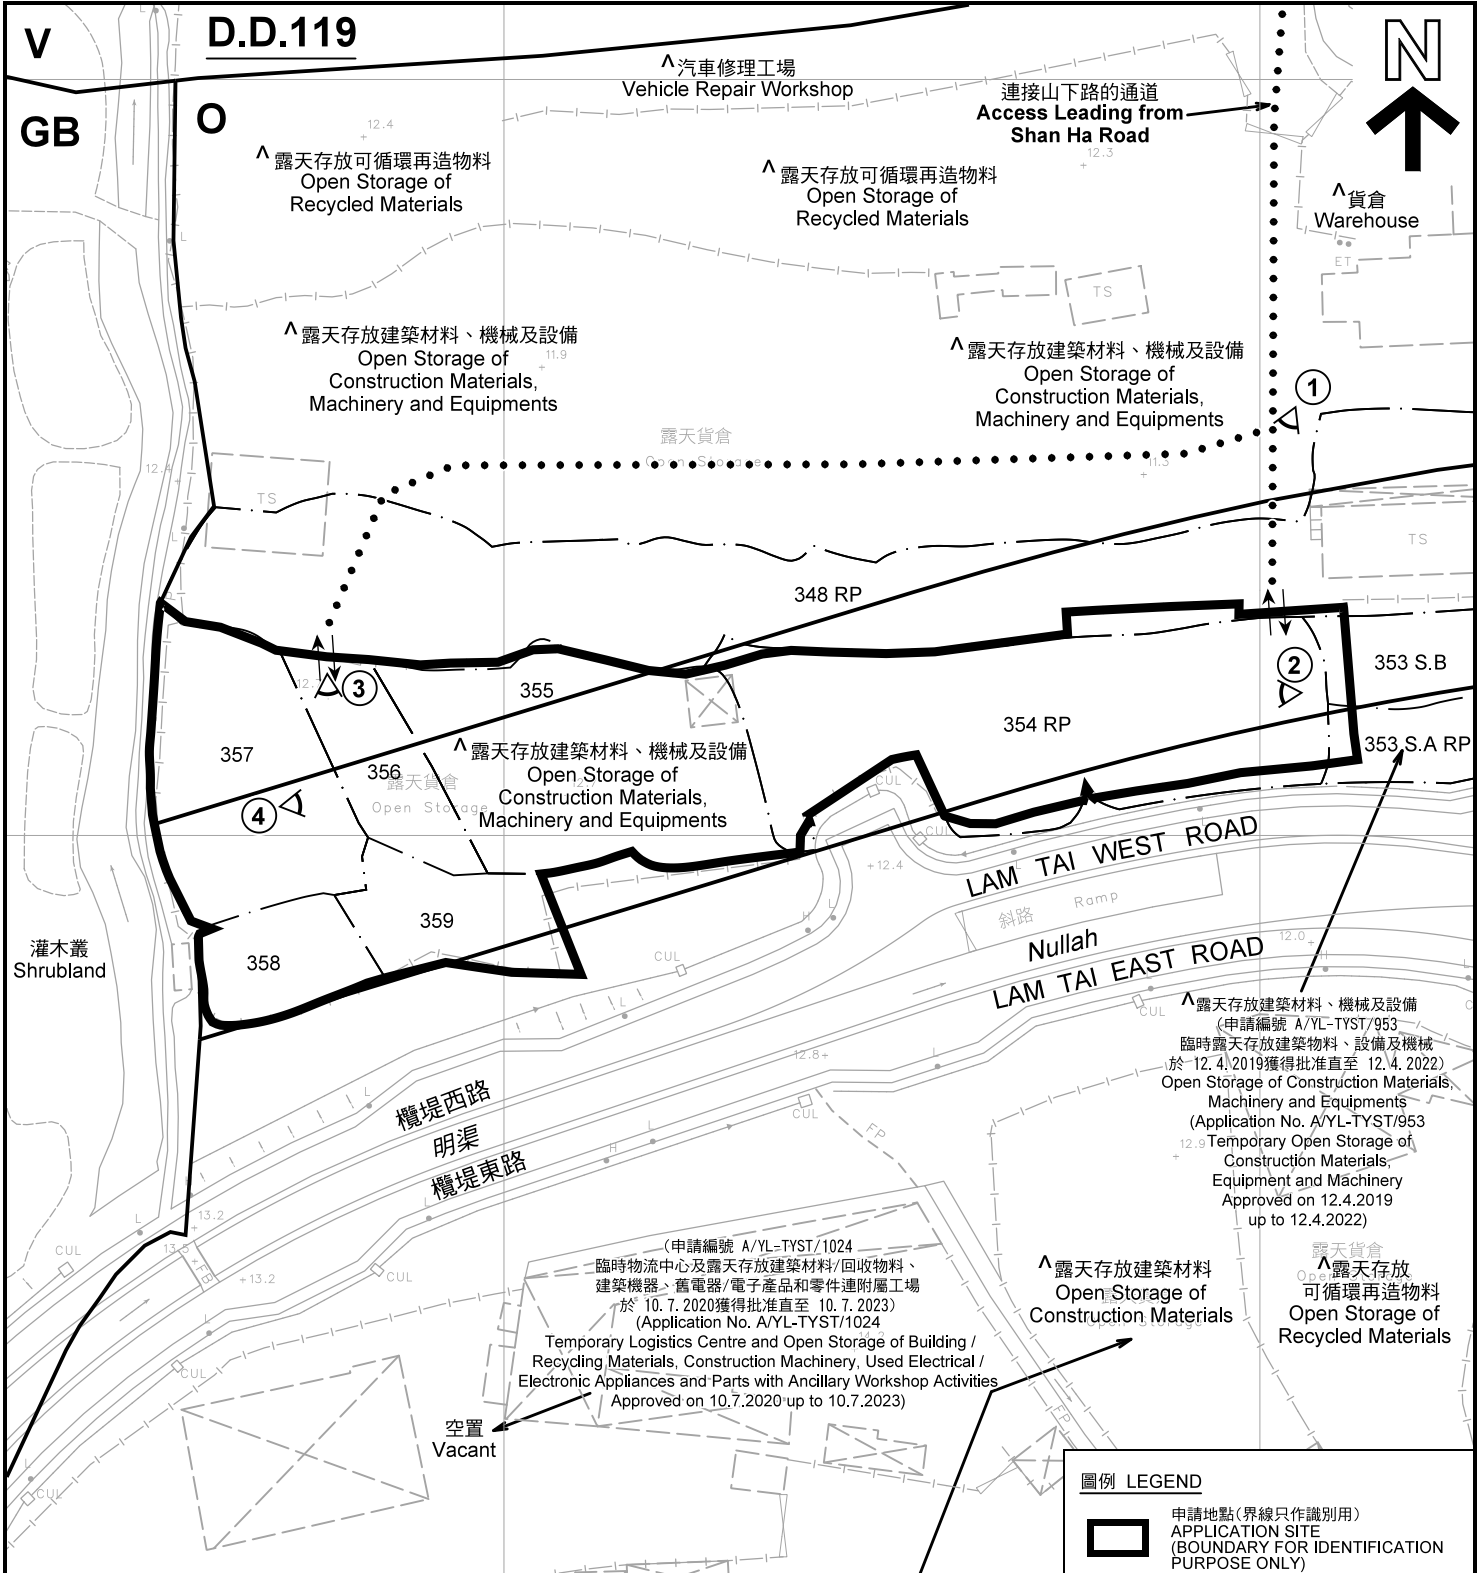 V
D.D.119
N
GB
O
^汽車修理工場
Vehicle Repair Workshop
連接山下路的通道
Access Leading from
Shan Ha Road
12.4
12.3
^露天存放可循環再造物料
Open Storage of
Recycled Materials
^露天存放可循環再造物料
Open Storage of
Recycled Materials
^貨倉
Warehouse
L
ET
TS
^露天存放建築材料、機械及設備
Open Storage of
Construction Materials,
Machinery and Equipments
11.9
^露天存放建築材料、機械及設備
Open Storage of
Construction Materials,
Machinery and Equipments
1
露天貨倉
Open Storage
11.3
12.4
TS
L
TS
348 RP
2
353 S.B
12.7
3
355
354 RP
357
356
353 S.A RP
^露天存放建築材料、機械及設備
Open Storage of
Construction Materials,
Machinery and Equipments
露天貨倉
Open Storage
4
CUL
CUL
L
+12.4
LAM TAI WEST ROAD
斜路 Ramp
359
358
H
L
Nullah
12.0
LAM TAI EAST ROAD
灌木叢
Shrubland
CUL
CUL
H
L
L
12.8+
L
^露天存放建築材料、機械及設備
(申請編號 A/YL-TYST/953
臨時露天存放建築物料、設備及機械
於 12.4.2019獲得批准直至 12.4.2022)
Open Storage of Construction Materials,
Machinery and Equipments
(Application No. A/YL-TYST/953
Temporary Open Storage of
Construction Materials,
Equipment and Machinery
Approved on 12.4.2019
up to 12.4.2022)
12.9
欖堤西路
明渠
欖堤東路
L
CUL
FP
L
H
L
L
13.2
13.5
FB
+13.2
CUL
CUL
L
CUL
L
CUL
(申請編號 A/YL-TYST/1024
臨時物流中心及露天存放建築材料/回收物料、
建築機器、舊電器/電子產品和零件連附屬工場
於 10.7.2020獲得批准直至 10.7.2023)
(Application No. A/YL-TYST/1024
Temporary Logistics Centre and Open Storage of Building /
Recycling Materials, Construction Machinery, Used Electrical /
Electronic Appliances and Parts with Ancillary Workshop Activities
Approved on 10.7.2020 up to 10.7.2023)
14.2
空置
Vacant
^露天存放建築材料
Open Storage of
Construction Materials
Open Storage
露天貨倉
^露天存放
可循環再造物料
Open Storage of
Recycled Materials
FP
圖例 LEGEND
申請地點(界線只作識別用)
APPLICATION SITE
(BOUNDARY FOR IDENTIFICATION
PURPOSE ONLY)